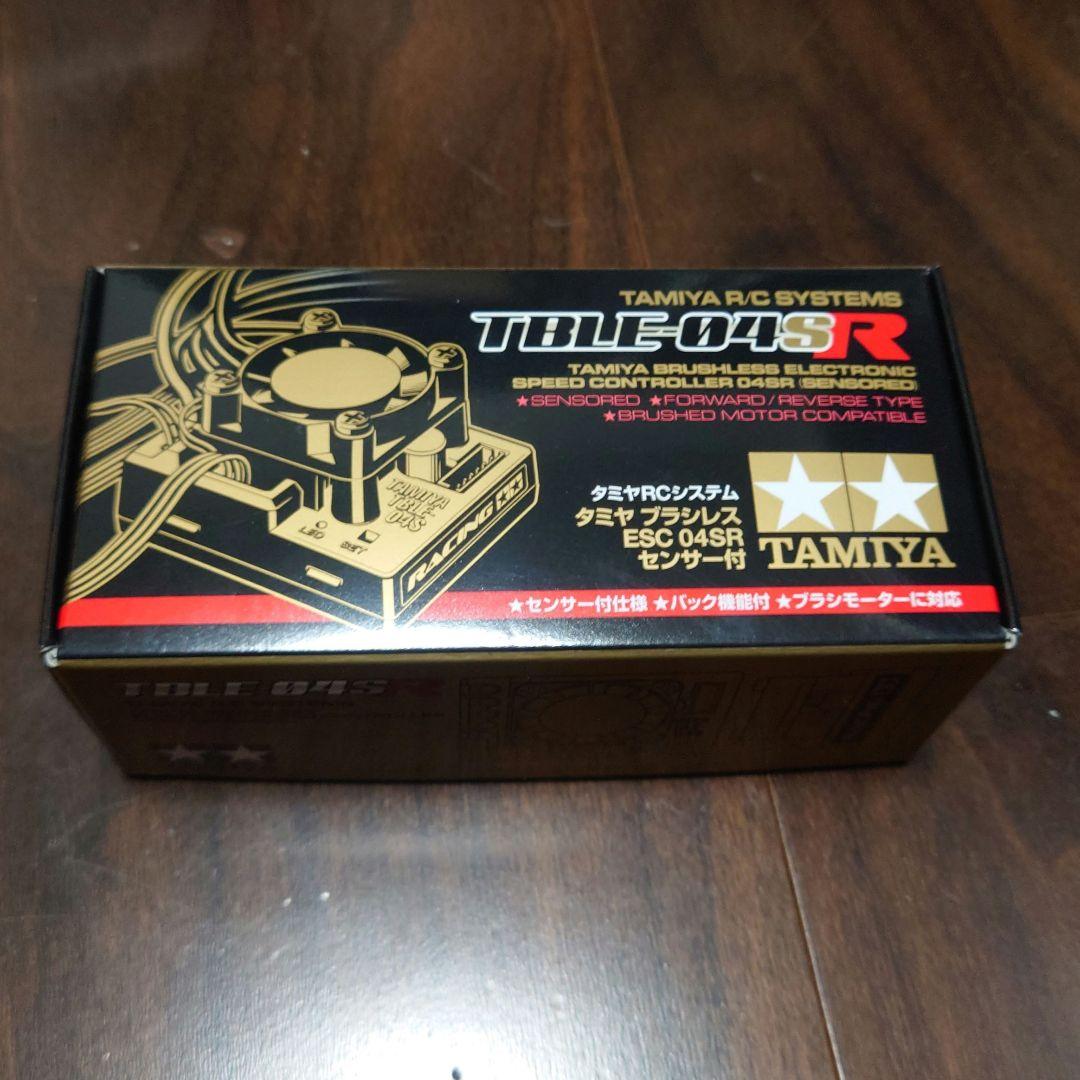 TAMIYA R/C SYSTEMS
TBLE-04SR
TAMIYA BRUSHLESS ELECTRONIC
SPEED CONTROLLER 04SR (SENSORED)
★SENSORED ★FORWARD/REVERSE TYPE
★BRUSHED MOTOR COMPATIBLE
TAMIYA
TBLE-
04S
LED
SET
RACING
タミヤRCシステム
タミヤ ブラシレス
ESC 04SR
センサー付
TAMIYA
★センサー付仕様 ★バック機能付 ★ブラシモーターに対応
TBLE-04SR